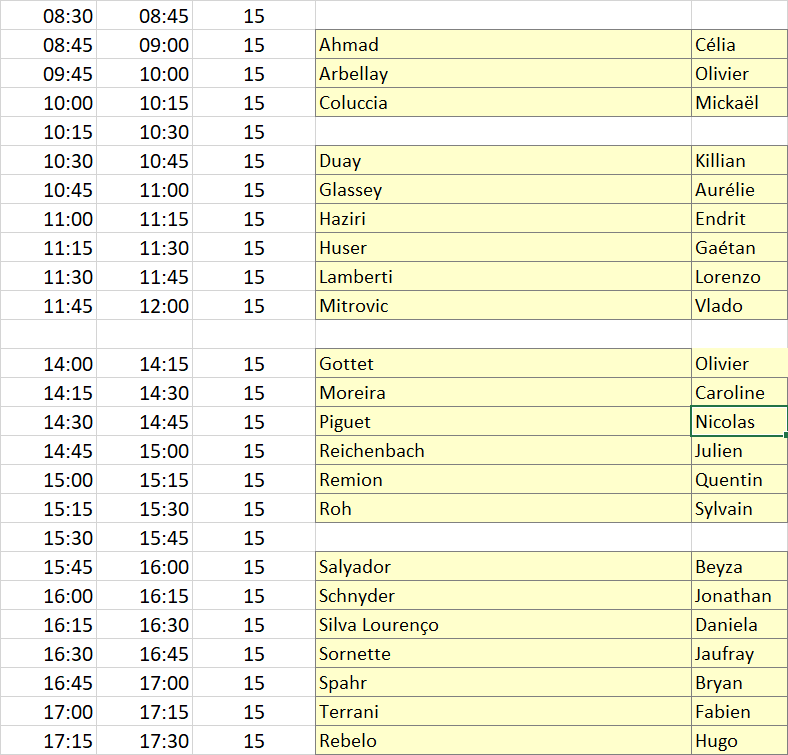 08:30 08:45 15
08:45 09:00 15 Ahmad Célia
09:45 10:00 15 Arbellay Olivier
10:00 10:15 15 Coluccia Mickaël
10:15 10:30 15
10:30 10:45 15 Duay Killian
10:45 11:00 15 Glassey Aurélie
11:00 11:15 15 Haziri Endrit
11:15 11:30 15 Huser Gaétan
11:30 11:45 15 Lamberti Lorenzo
11:45 12:00 15 Mitrovic Vlado
14:00 14:15 15 Gottet Olivier
14:15 14:30 15 Moreira Caroline
14:30 14:45 15 Piguet Nicolas
14:45 15:00 15 Reichenbach Julien
15:00 15:15 15 Remion Quentin
15:15 15:30 15 Roh Sylvain
15:30 15:45 15
15:45 16:00 15 Salyador Beyza
16:00 16:15 15 Schnyder Jonathan
16:15 16:30 15 Silva Lourenço Daniela
16:30 16:45 15 Sornette Jaufray
16:45 17:00 15 Spahr Bryan
17:00 17:15 15 Terrani Fabien
17:15 17:30 15 Rebelo Hugo